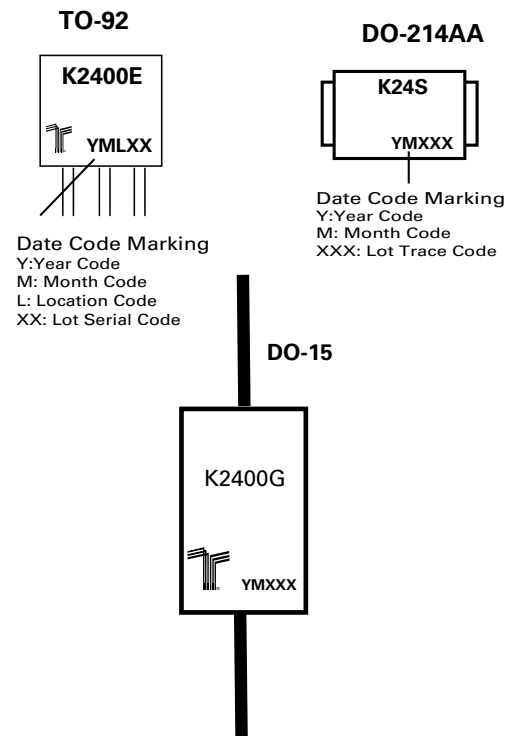 TO-92
K2400E
YMLXX
Date Code Marking
Y:Year Code
M: Month Code
L: Location Code
XX: Lot Serial Code
DO-214AA
K24S
YMXXX
Date Code Marking
Y:Year Code
M: Month Code
XXX: Lot Trace Code
DO-15
K2400G
YMXXX